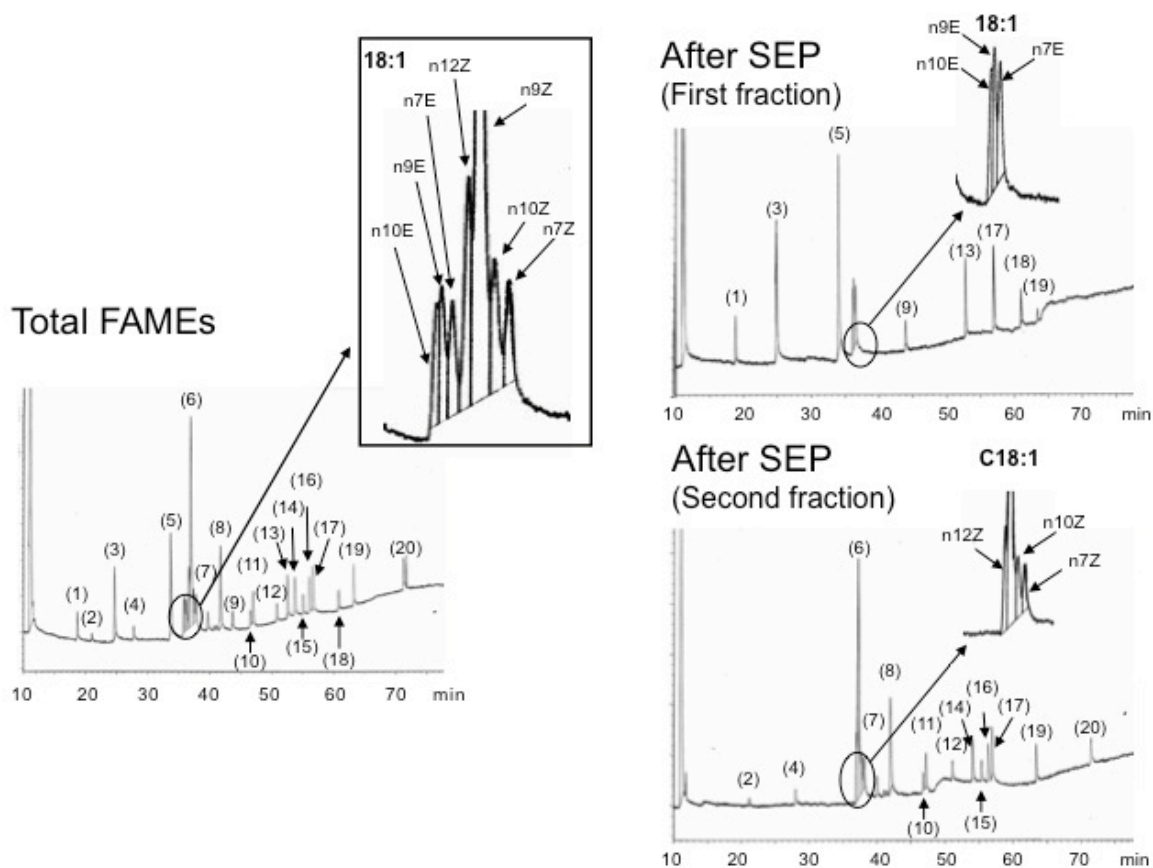 Total FAMEs
18:1
n12Z
n7E
n9Z
n9E
n10Z
n10E
n7Z
(6)
(16)
(14)
(5)
(8)
(13)
(17)
(3)
(19)
(20)
(7)
(11)
(1)
(12)
(2)
(4)
(9)
(15)
(10)
(18)
10 20 30 40 50 60 70 min
After SEP
(First fraction)
n9E 18:1
n10E
n7E
(5)
(3)
(17)
(13)
(18)
(1)
(19)
(9)
10 20 30 40 50 60 70 min
After SEP
(Second fraction)
C18:1
n12Z
n10Z
n7Z
(6)
(8)
(16)
(14)
(17)
(7)
(11)
(19)
(20)
(12)
(2)
(4)
(15)
(10)
10 20 30 40 50 60 70 min